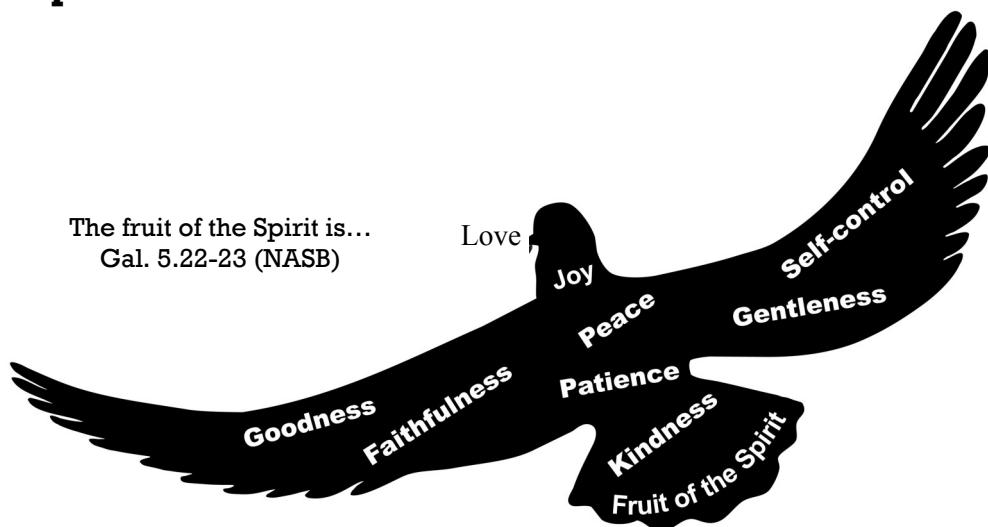 The fruit of the Spirit is...
Gal. 5.22-23 (NASB)
Love
Joy
Peace
Self-control
Gentleness
Patience
Goodness
Faithfulness
Kindness
Fruit of the Spirit